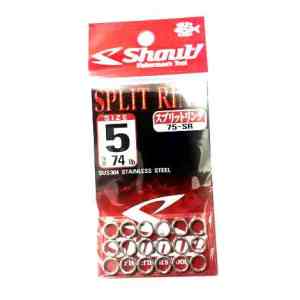 Shout!
Fisherman's Tool
SPLIT RING
SIZE
5
スプリットリング
75-SR
74 lb
SUS304 STAINLESS STEEL